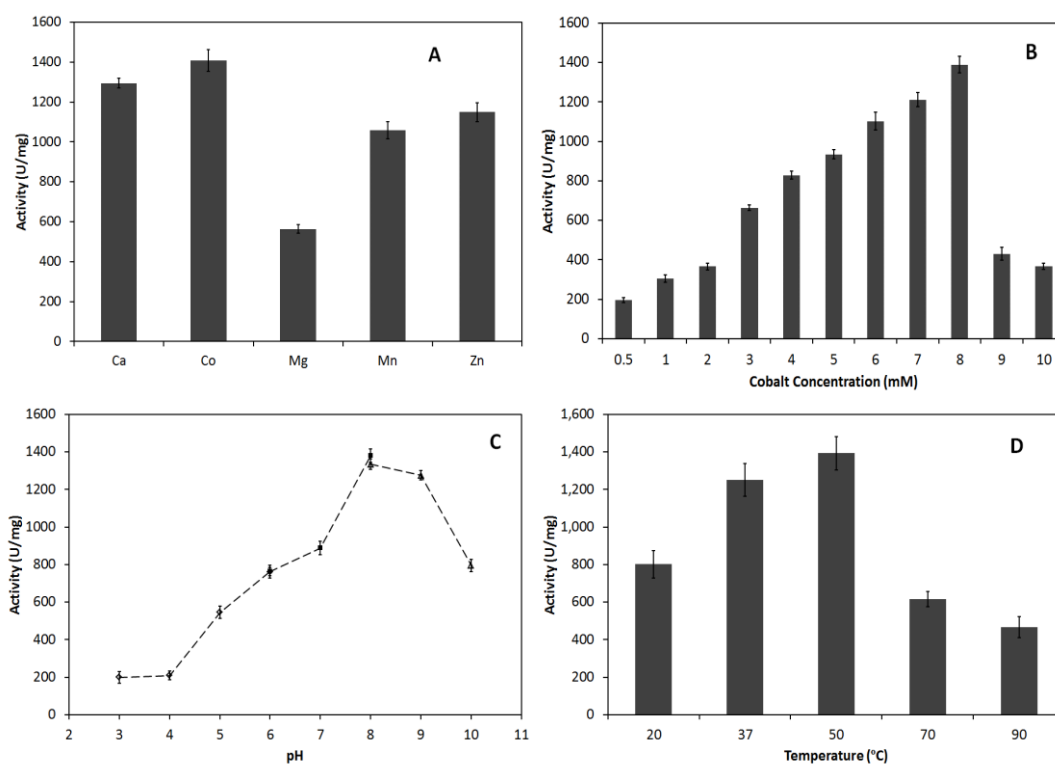 A
Activity (U/mg)
1600
1400
1200
1000
800
600
400
200
0
Ca Co Mg Mn Zn
B
Activity (U/mg)
1600
1400
1200
1000
800
600
400
200
0
0.5 1 2 3 4 5 6 7 8 9 10
Cobalt Concentration (mM)
C
Activity (U/mg)
1600
1400
1200
1000
800
600
400
200
0
2 3 4 5 6 7 8 9 10 11
pH
D
Activity (U/mg)
1,600
1,400
1,200
1,000
800
600
400
200
0
20 37 50 70 90
Temperature (°C)